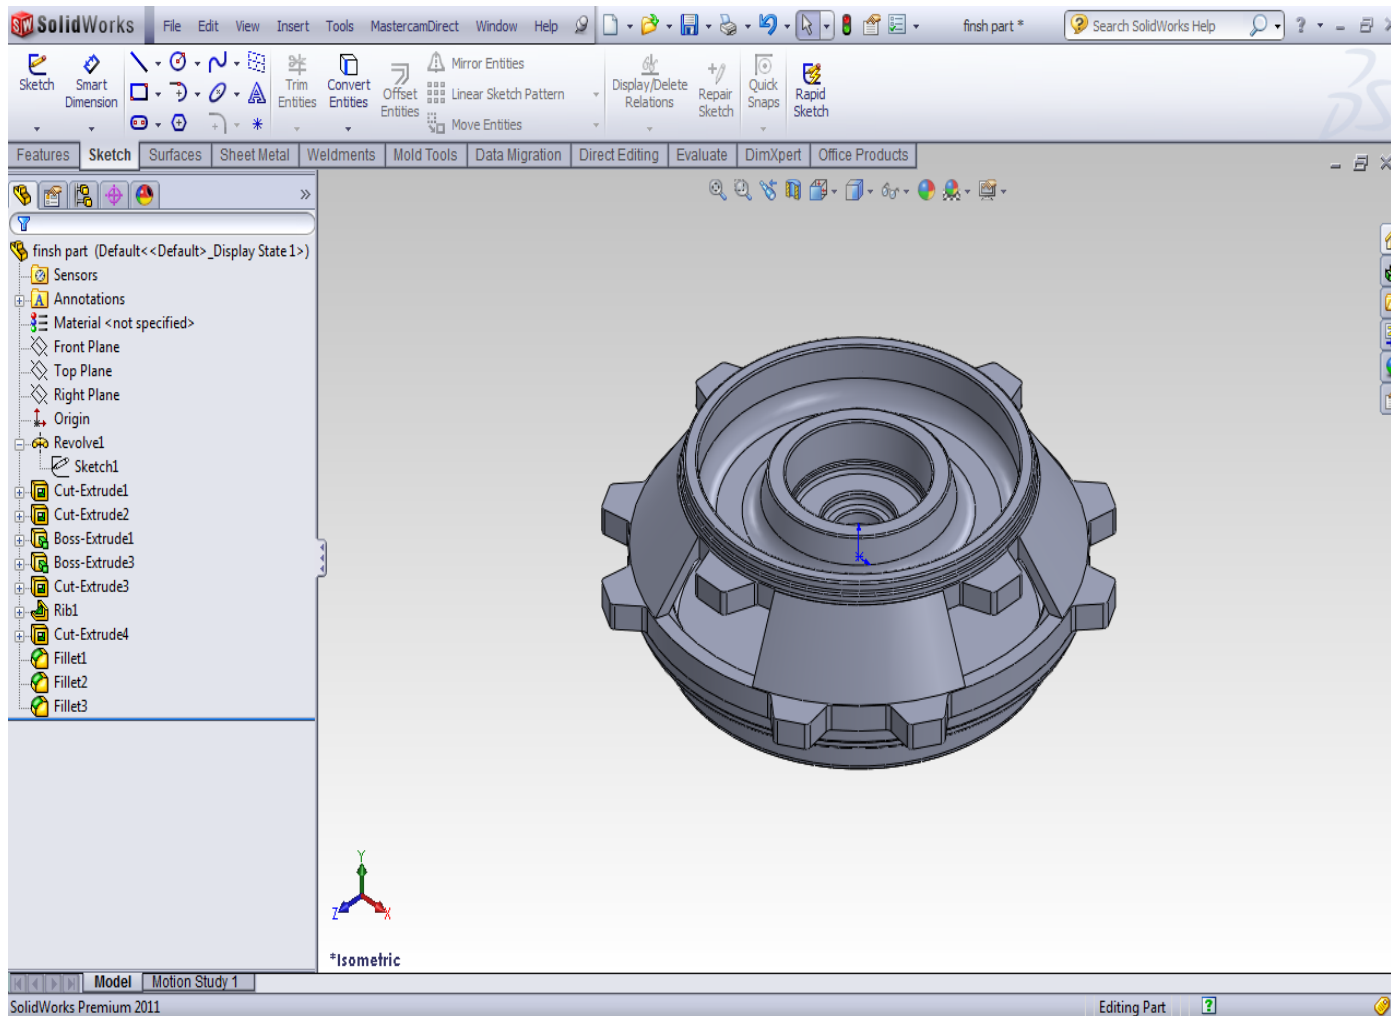 SolidWorks File Edit View Insert Tools MastercamDirect Window Help finsh part * Search SolidWorks Help ?
Sketch Smart Dimension Trim Entities Convert Entities Offset Entities Mirror Entities Linear Sketch Pattern Move Entities Display/Delete Relations Repair Sketch Quick Snaps Rapid Sketch
Features Sketch Surfaces Sheet Metal Weldments Mold Tools Data Migration Direct Editing Evaluate DimXpert Office Products
finsh part (Default<<Default>_Display State 1>)
Sensors
Annotations
Material <not specified>
Front Plane
Top Plane
Right Plane
Origin
Revolve1
Sketch1
Cut-Extrude1
Cut-Extrude2
Boss-Extrude1
Boss-Extrude3
Cut-Extrude3
Rib1
Cut-Extrude4
Fillet1
Fillet2
Fillet3
Y
Z X
*Isometric
Model Motion Study 1
SolidWorks Premium 2011 Editing Part ?